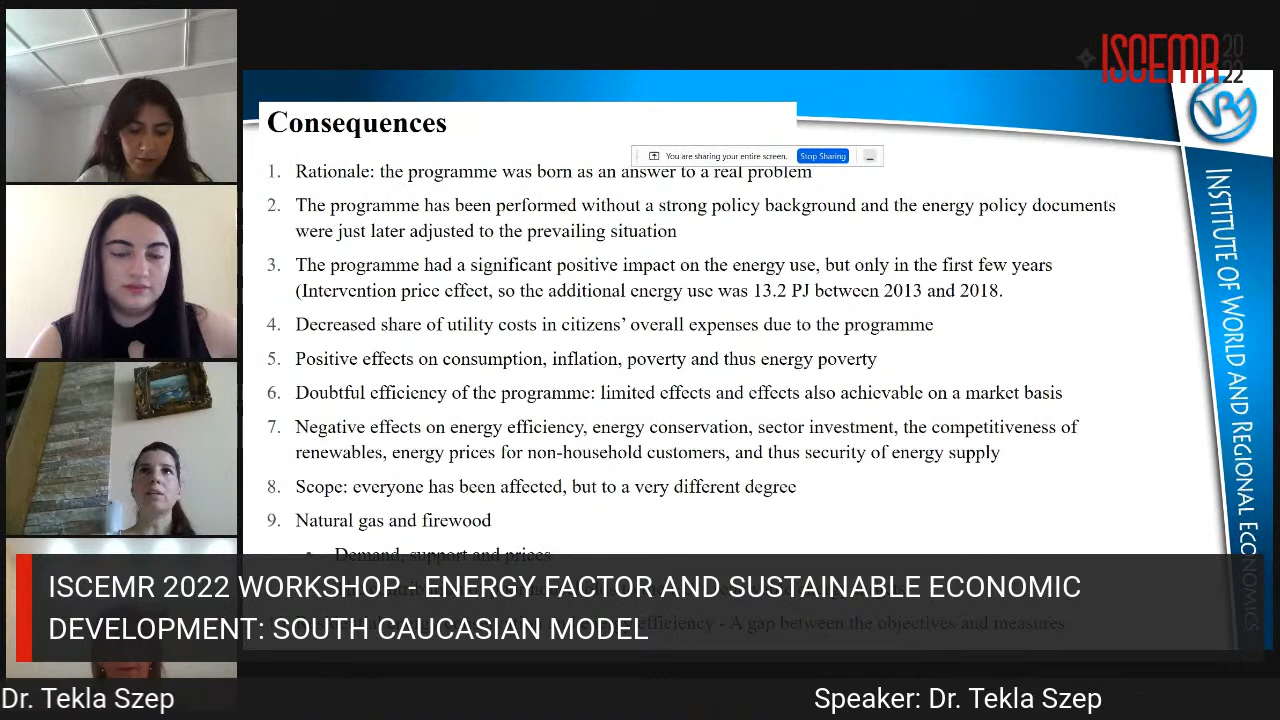 ISCEMR 20
22
Consequences
You are sharing your entire screen.
Stop Sharing
1. Rationale: the programme was born as an answer to a real problem
2. The programme has been performed without a strong policy background and the energy policy documents
were just later adjusted to the prevailing situation
3. The programme had a significant positive impact on the energy use, but only in the first few years
(Intervention price effect, so the additional energy use was 13.2 PJ between 2013 and 2018.
4. Decreased share of utility costs in citizens’ overall expenses due to the programme
5. Positive effects on consumption, inflation, poverty and thus energy poverty
6. Doubtful efficiency of the programme: limited effects and effects also achievable on a market basis
7. Negative effects on energy efficiency, energy conservation, sector investment, the competitiveness of
renewables, energy prices for non-household customers, and thus security of energy supply
8. Scope: everyone has been affected, but to a very different degree
9. Natural gas and firewood
• Demand, support and prices
efficiency - A gap between the objectives and measures
INSTITUTE OF WORLD AND REGIONAL ECONOMICS
ISCEMR 2022 WORKSHOP - ENERGY FACTOR AND SUSTAINABLE ECONOMIC
DEVELOPMENT: SOUTH CAUCASIAN MODEL
Dr. Tekla Szep
Speaker: Dr. Tekla Szep